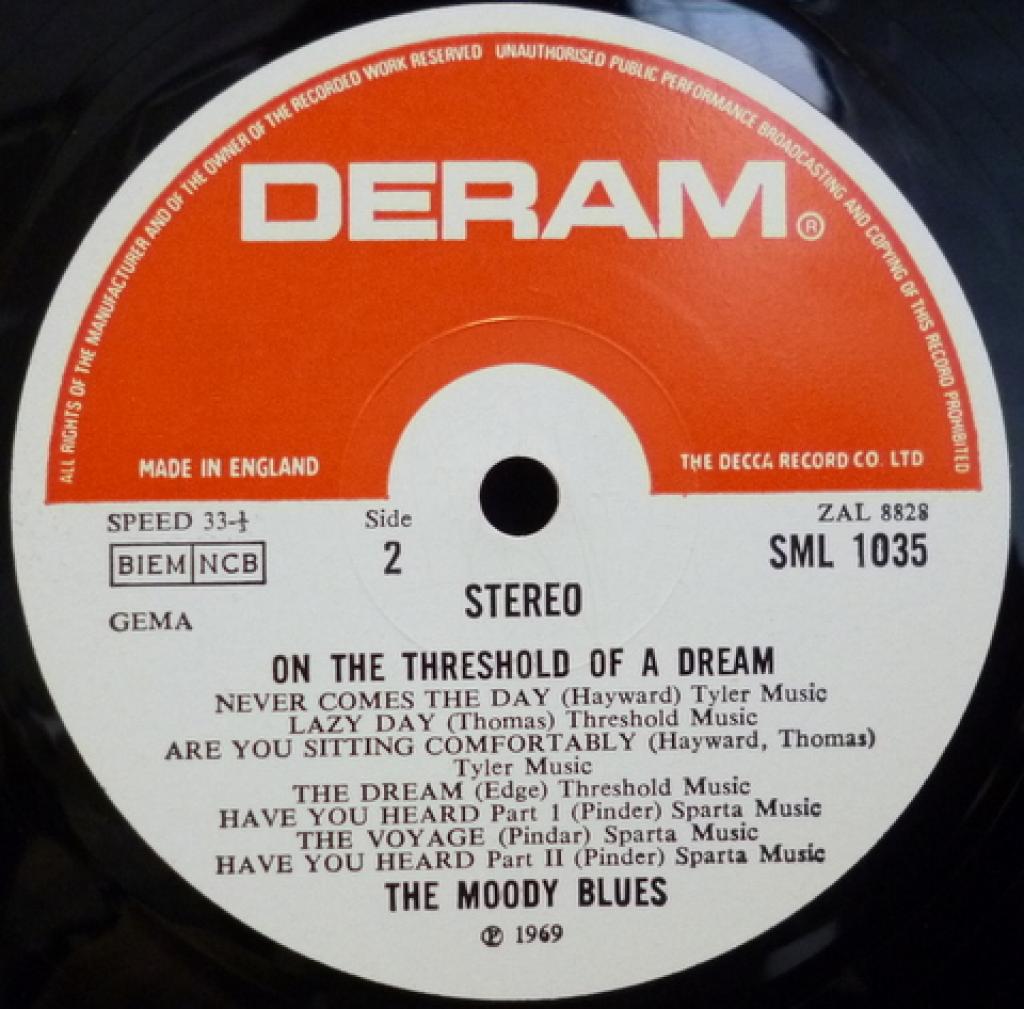 ALL RIGHTS OF THE MANUFACTURER AND OF THE OWNER OF THE RECORDED WORK RESERVED UNAUTHORISED PUBLIC PERFORMANCE BROADCASTING AND COPYING OF THIS RECORD PROHIBITED
DERAM®
MADE IN ENGLAND
THE DECCA RECORD CO. LTD
SPEED 33-⅓
Side
ZAL 8828
BIEM NCB
2
SML 1035
STEREO
GEMA
ON THE THRESHOLD OF A DREAM
NEVER COMES THE DAY (Hayward) Tyler Music
LAZY DAY (Thomas) Threshold Music
ARE YOU SITTING COMFORTABLY (Hayward, Thomas)
Tyler Music
THE DREAM (Edge) Threshold Music
HAVE YOU HEARD Part 1 (Pinder) Sparta Music
THE VOYAGE (Pindar) Sparta Music
HAVE YOU HEARD Part II (Pinder) Sparta Music
THE MOODY BLUES
℗ 1969